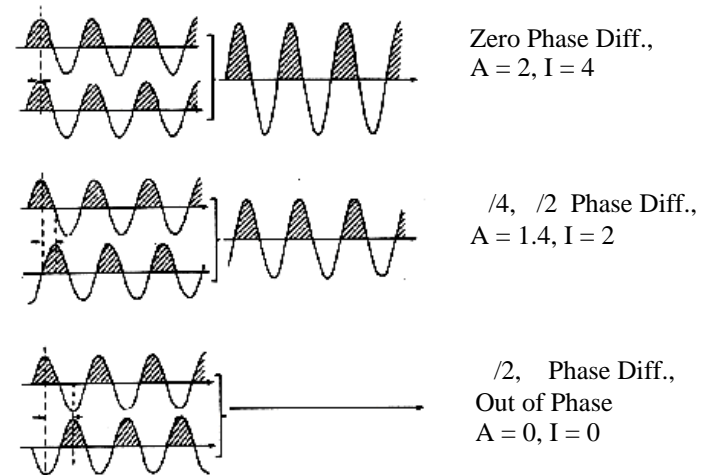 Zero Phase Diff.,
A = 2, I = 4
/4, /2 Phase Diff.,
A = 1.4, I = 2
/2, Phase Diff.,
Out of Phase
A = 0, I = 0